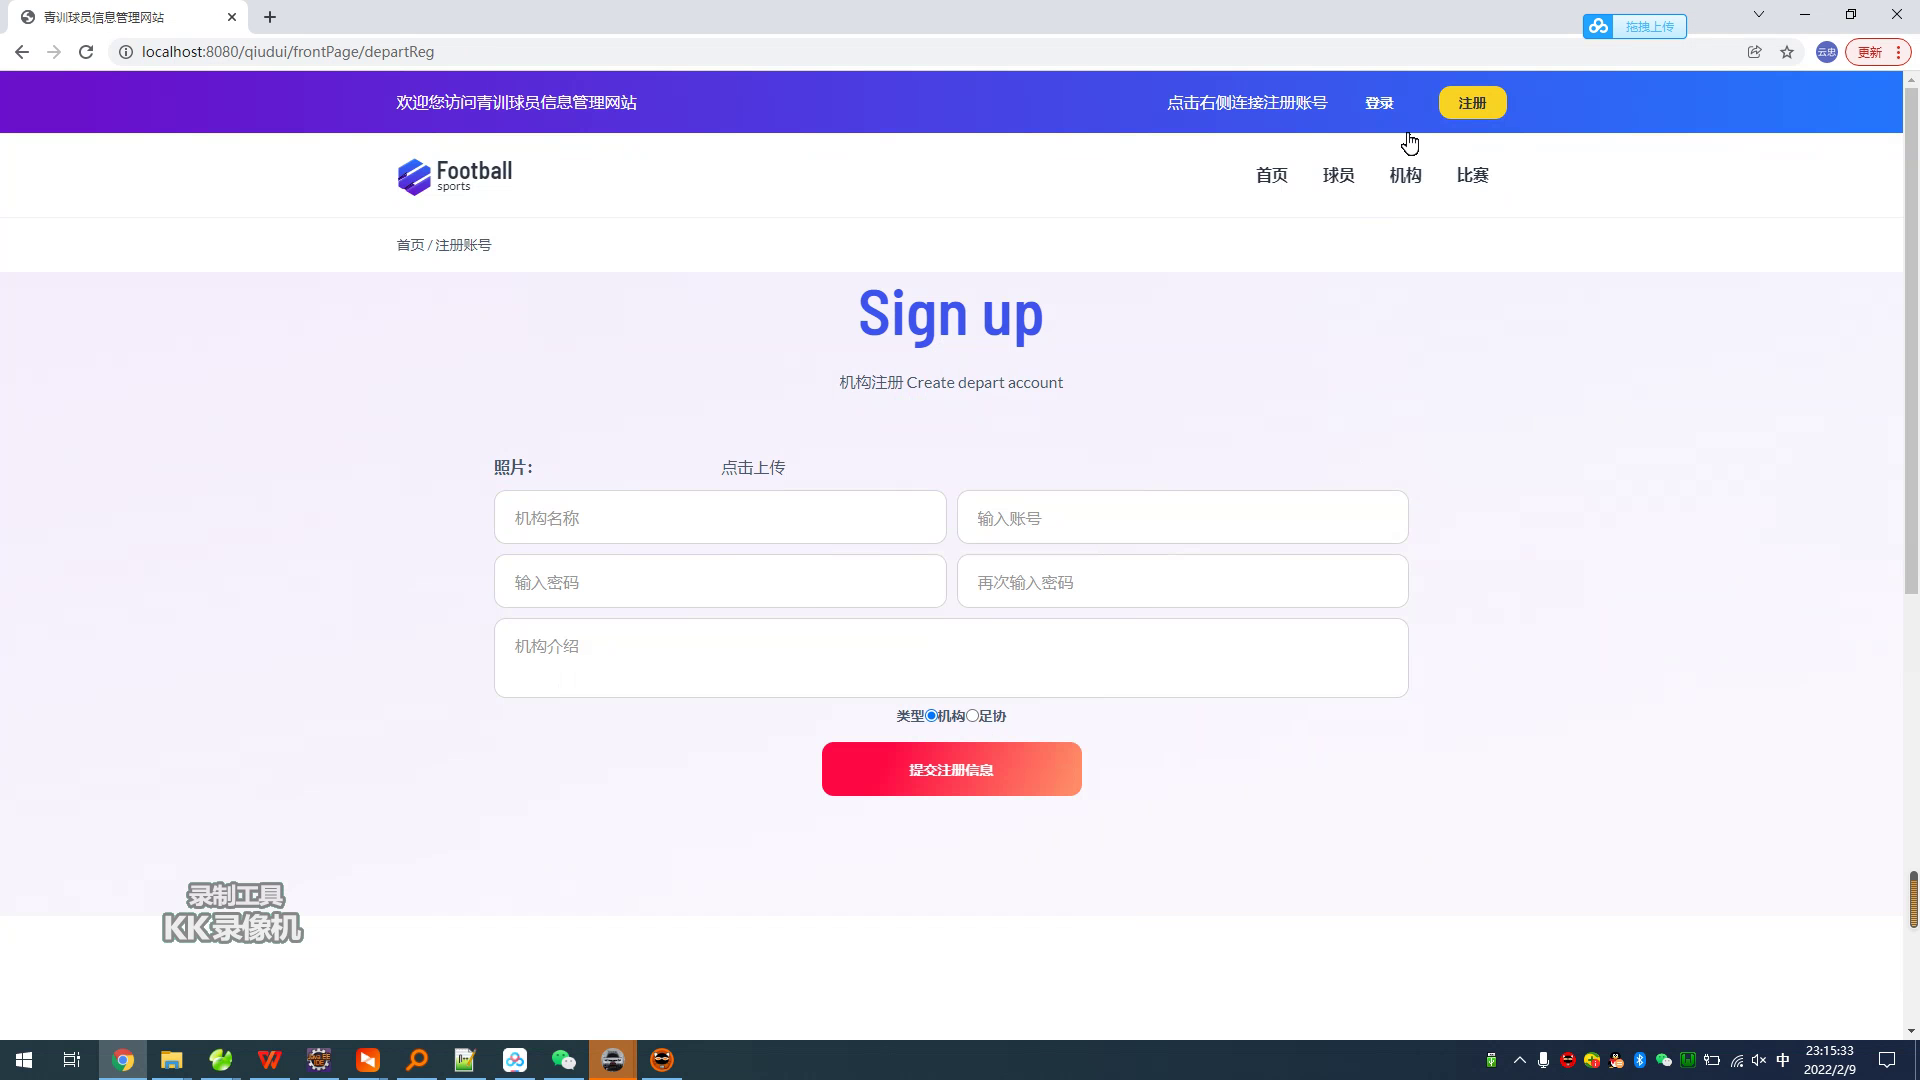 青训球员信息管理网站
拖拽上传
localhost:8080/qiudui/frontPage/departReg
云忠
更新
欢迎您访问青训球员信息管理网站
点击右侧连接注册账号
登录
注册
Football
sports
首页
球员
机构
比赛
首页 / 注册账号
Sign up
机构注册 Create depart account
照片:
点击上传
机构名称
输入账号
输入密码
再次输入密码
机构介绍
类型机构足协
提交注册信息
录制工具
KK录像机
中
23:15:33
2022/2/9